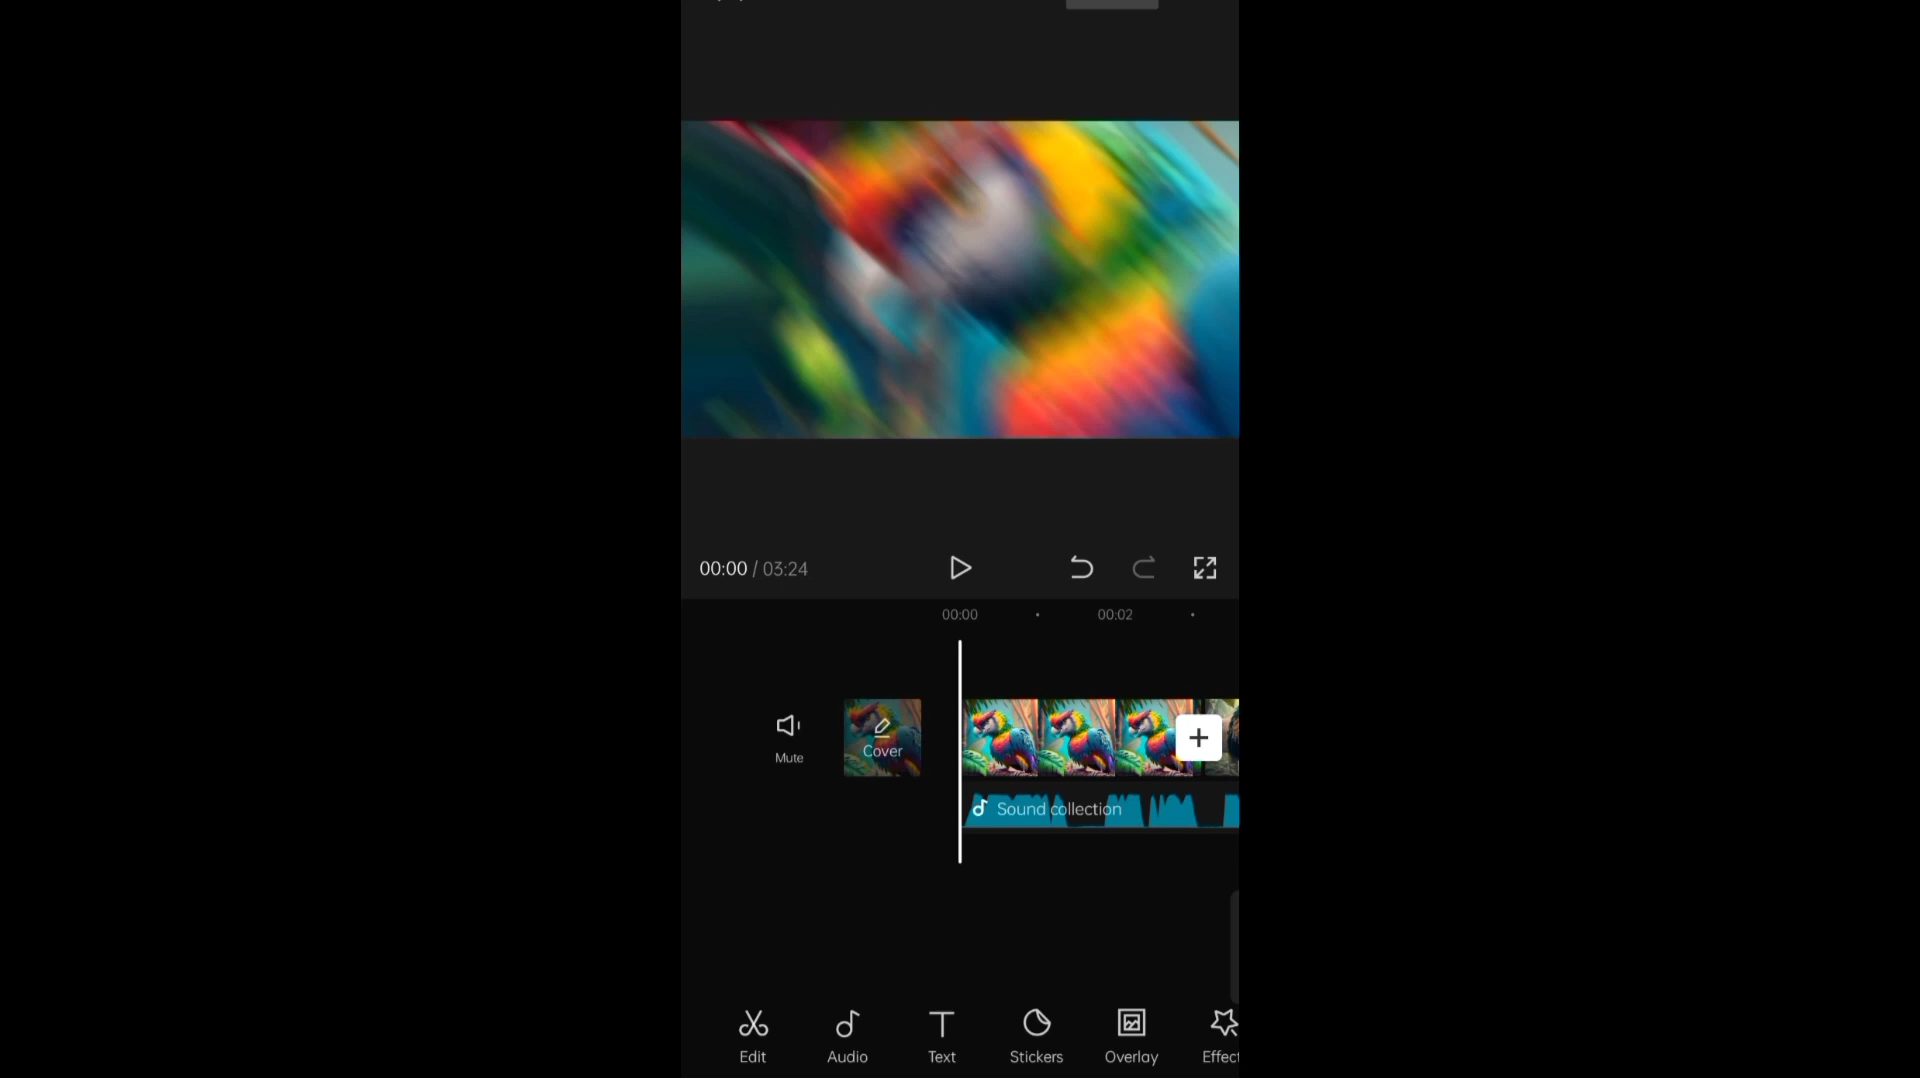 00:00 / 03:24
00:00
00:02
Mute
Cover
Sound collection
Edit
Audio
Text
Stickers
Overlay
Effect